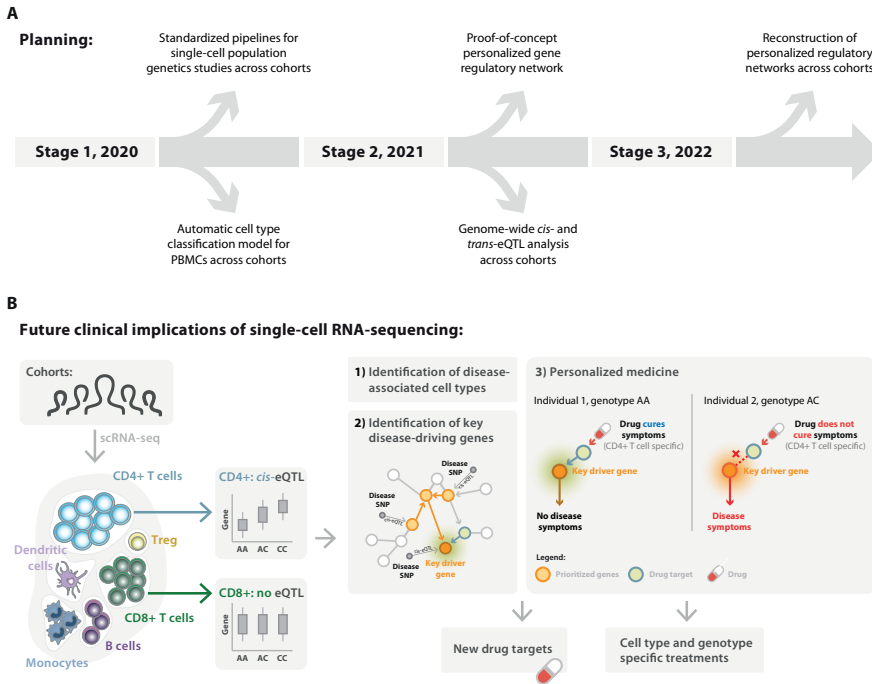 A
Planning:
Standardized pipelines for
single-cell population
genetics studies across cohorts
Proof-of-concept
personalized gene
regulatory network
Reconstruction of
personalized regulatory
networks across cohorts
Stage 1, 2020
Stage 2, 2021
Stage 3, 2022
Automatic cell type
classification model for
PBMCs across cohorts
Genome-wide cis- and
trans-eQTL analysis
across cohorts
B
Future clinical implications of single-cell RNA-sequencing:
Cohorts:
scRNA-seq
CD4+ T cells
Treg
Dendritic
cells
CD8+ T cells
B cells
Monocytes
CD4+: cis-eQTL
Gene
AA
AC
CC
CD8+: no eQTL
Gene
AA
AC
CC
1) Identification of disease-
associated cell types
2) Identification of key
disease-driving genes
Disease
SNP
cis-eQTL
Disease
SNP
cis-eQTL
Disease
SNP
cis-eQTL
Key driver
gene
3) Personalized medicine
Individual 1, genotype AA
Drug cures
symptoms
(CD4+ T cell specific)
Key driver gene
No disease
symptoms
Individual 2, genotype AC
Drug does not
cure symptoms
(CD4+ T cell specific)
Key driver gene
Disease
symptoms
Legend:
Prioritized genes
Drug target
Drug
New drug targets
Cell type and genotype
specific treatments